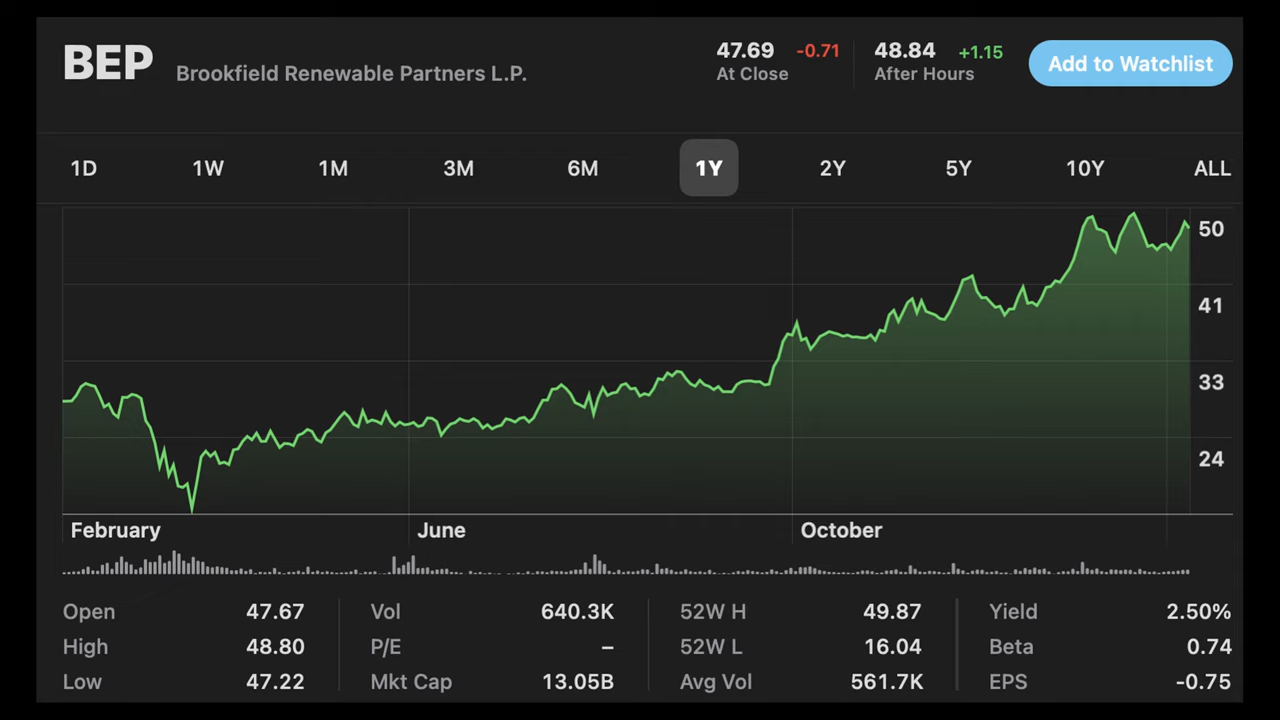 BEP Brookfield Renewable Partners L.P. 47.69 -0.71 48.84 +1.15 Add to Watchlist
At Close After Hours
1D 1W 1M 3M 6M 1Y 2Y 5Y 10Y ALL
50
41
33
24
February June October
Open 47.67 Vol 640.3K 52W H 49.87 Yield 2.50%
High 48.80 P/E – 52W L 16.04 Beta 0.74
Low 47.22 Mkt Cap 13.05B Avg Vol 561.7K EPS -0.75